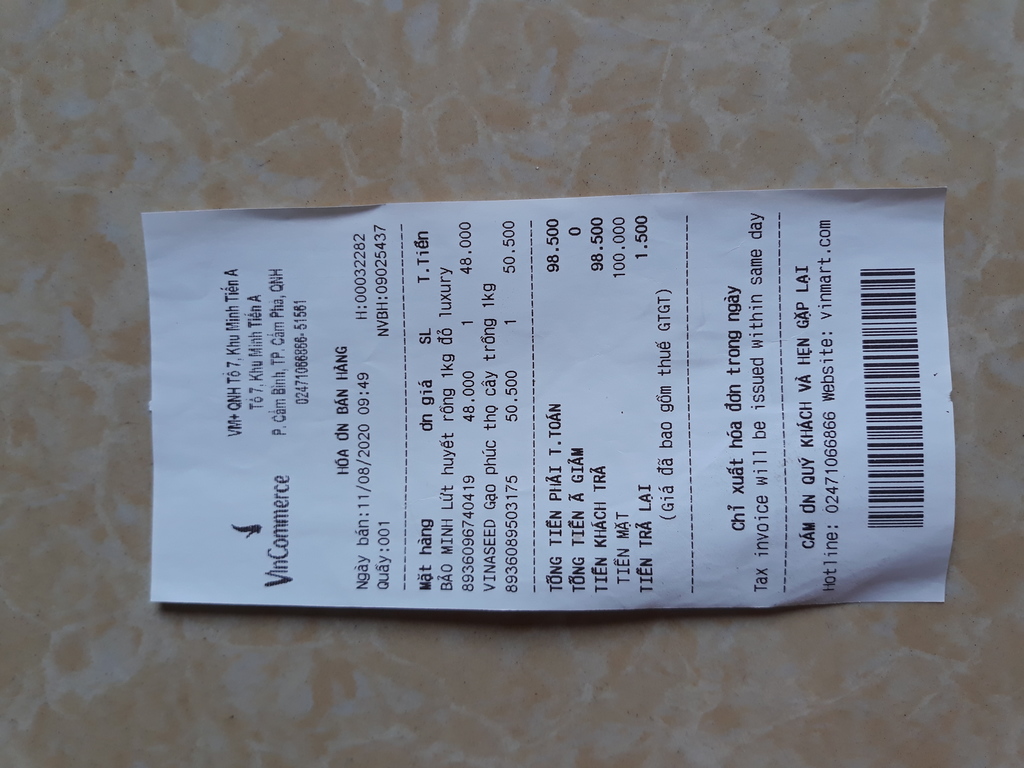 VinCommerce
VM+ QNH Tổ 7, Khu Minh Tiến A
Tổ 7, Khu Minh Tiến A
P. Cẩm Bình, TP. Cẩm Phả, QNH
02471066866-51561
HÓA ĐN BÁN HÀNG
Ngày bán:11/08/2020 09:49 H:00032282
Quầy:001 NVBH:09025437
Mặt hàng đn giá SL T.Tiền
BẢO MINH Lứt huyết rồng 1kg đỏ luxury
8936096740419 48.000 1 48.000
VINASEED Gạo phúc thọ cây trồng 1kg
8936089503175 50.500 1 50.500
TỔNG TIỀN PHẢI T.TOÁN 98.500
TỔNG TIỀN Ã GIẢM 0
TIỀN KHÁCH TRẢ 98.500
TIỀN MẶT 100.000
TIỀN TRẢ LẠI 1.500
(Giá đã bao gồm thuế GTGT)
Chỉ xuất hóa đơn trong ngày
Tax invoice will be issued within same day
CẢM ƠN QUÝ KHÁCH VÀ HẸN GẶP LẠI
Hotline: 02471066866 Website: vinmart.com